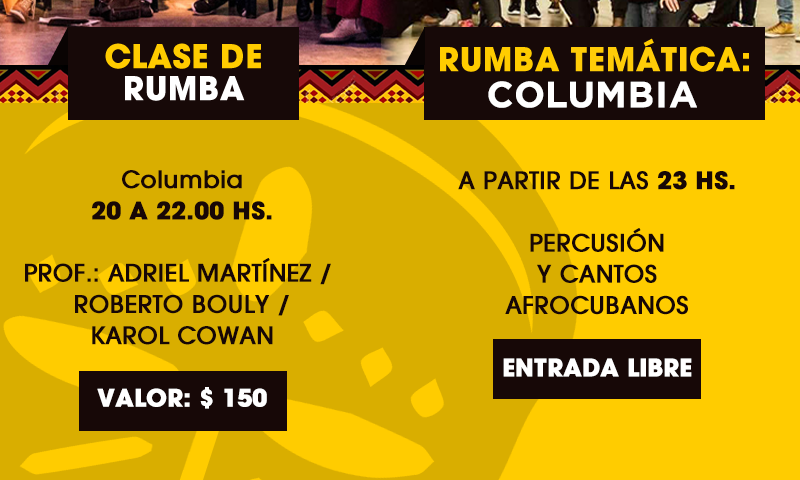 CLASE DE
RUMBA
Columbia
20 A 22.00 HS.
PROF.: ADRIEL MARTÍNEZ /
ROBERTO BOULY /
KAROL COWAN
VALOR: $ 150
RUMBA TEMÁTICA:
COLUMBIA
A PARTIR DE LAS 23 HS.
PERCUSIÓN
Y CANTOS
AFROCUBANOS
ENTRADA LIBRE